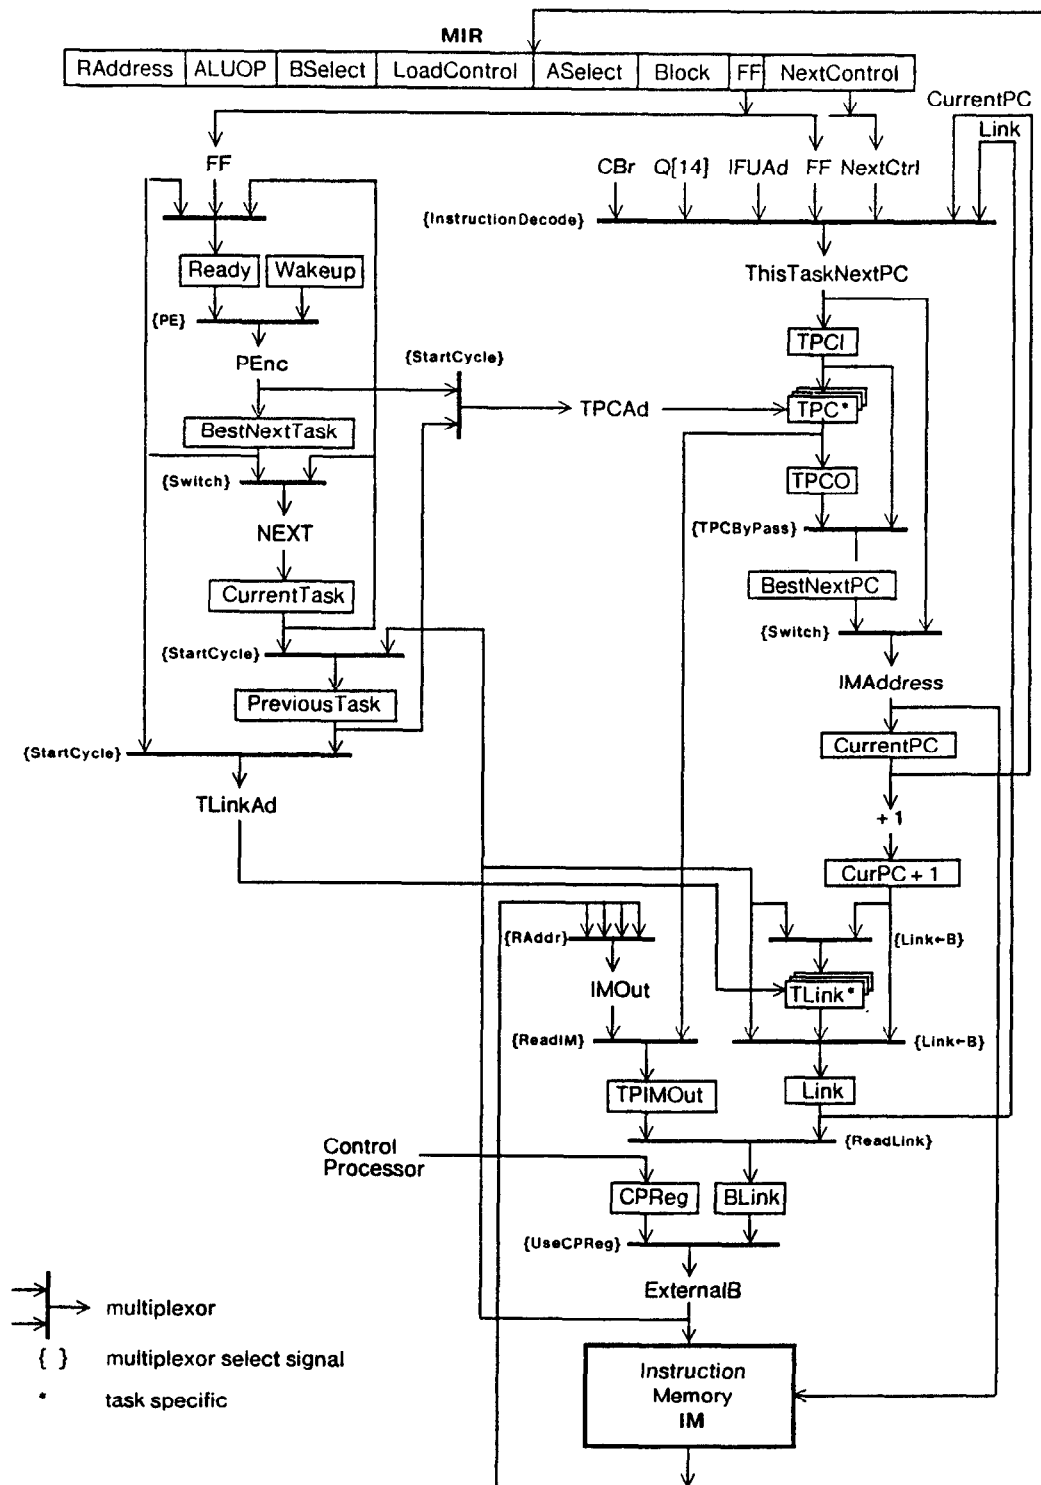 MIR
RAddress ALUOP BSelect LoadControl ASelect Block FF NextControl
CurrentPC
Link
FF
CBr Q[14] IFUAd FF NextCtrl
{InstructionDecode}
Ready Wakeup
ThisTaskNextPC
{PE}
TPCI
PEnc
{StartCycle}
TPCAd
TPC*
BestNextTask
{Switch}
TPCO
NEXT
{TPCByPass}
CurrentTask
BestNextPC
{Switch}
{StartCycle}
IMAddress
PreviousTask
CurrentPC
{StartCycle}
TLinkAd
+ 1
CurPC + 1
{RAddr}
{Link←B}
IMOut
TLink*
{ReadIM}
{Link←B}
TPIMOut
Link
{ReadLink}
Control
Processor
CPReg BLink
{UseCPReg}
ExternalB
multiplexor
{ } multiplexor select signal
* task specific
Instruction
Memory
IM